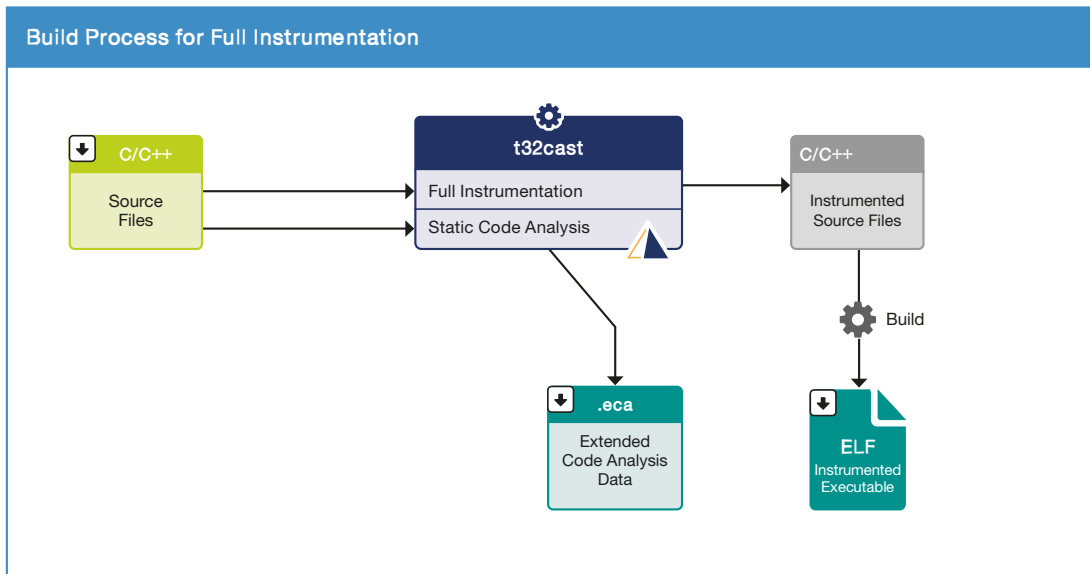 Build Process for Full Instrumentation
C/C++
Source
Files
t32cast
Full Instrumentation
Static Code Analysis
C/C++
Instrumented
Source Files
Build
.eca
Extended
Code Analysis
Data
ELF
Instrumented
Executable